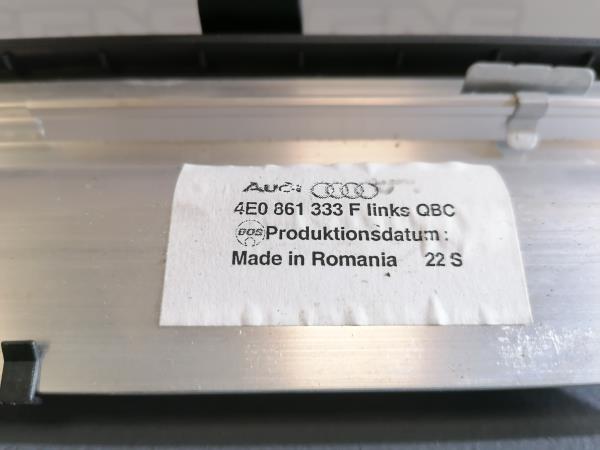 Audi
4E0 861 333 F links QBC
BOS Produktionsdatum:
Made in Romania 22 S